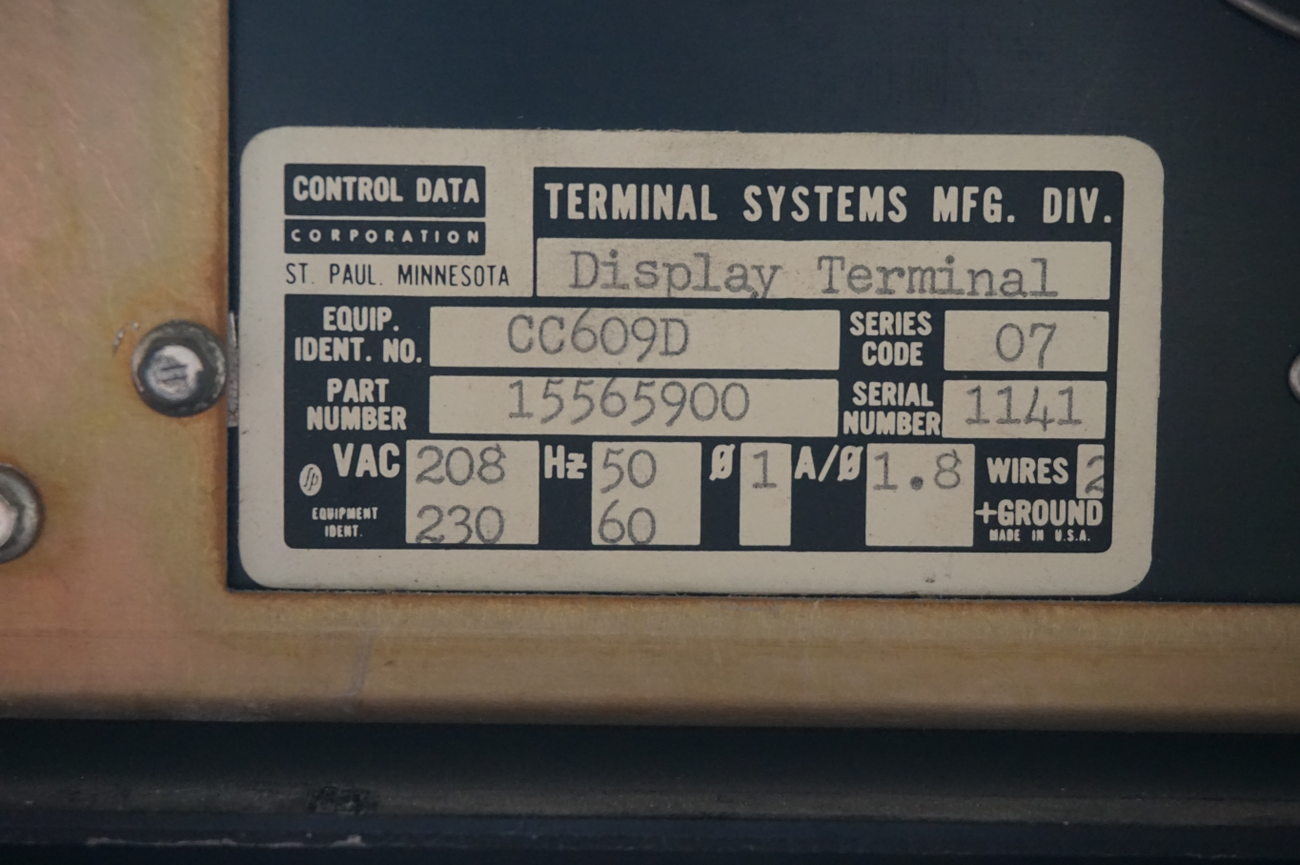 CONTROL DATA
CORPORATION
ST. PAUL. MINNESOTA
TERMINAL SYSTEMS MFG. DIV.
Display Terminal
EQUIP. IDENT. NO. CC609D SERIES CODE 07
PART NUMBER 15565900 SERIAL NUMBER 1141
VAC 208 Hz 50 Ø 1 A/Ø 1.8 WIRES 2
EQUIPMENT IDENT. 230 60 +GROUND
MADE IN U.S.A.